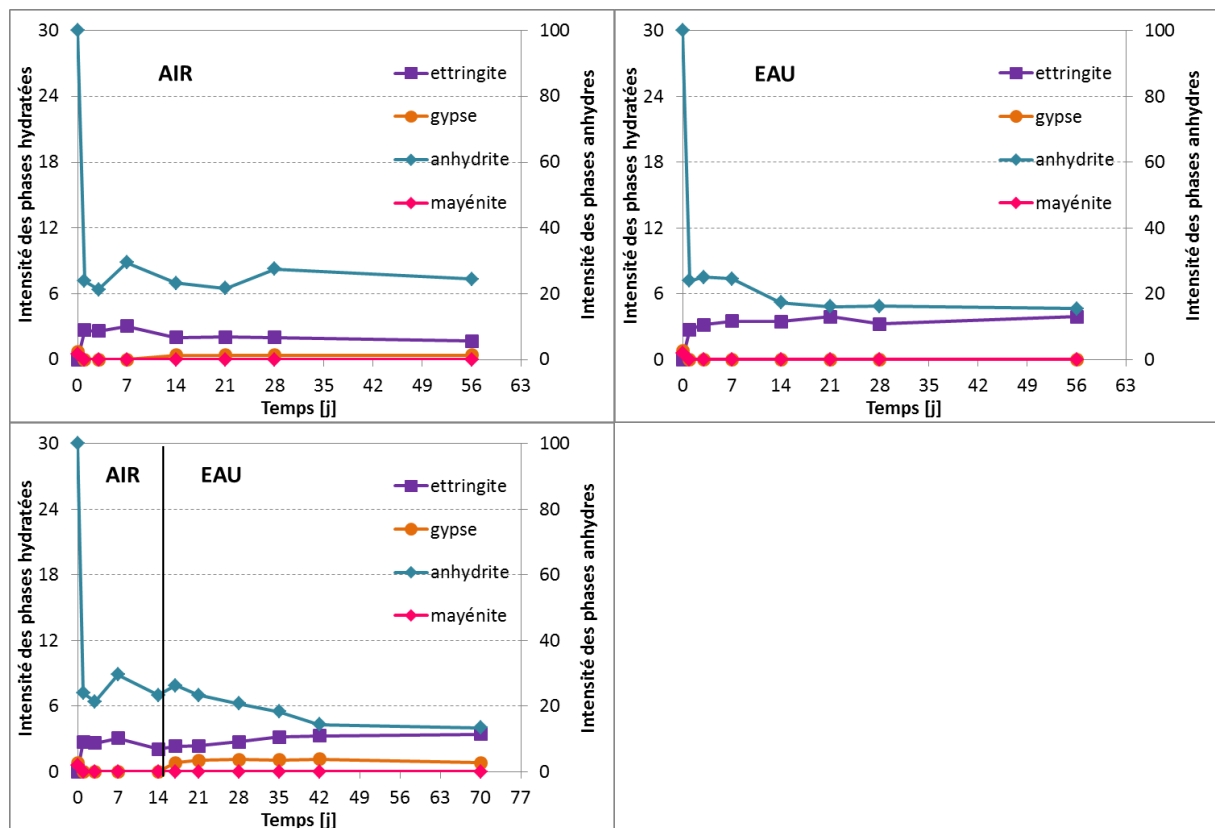 AIR
Intensité des phases hydratées
30
24
18
12
6
0
ettringite
gypse
anhydrite
mayénite
100
80
60
40
20
0
Intensité des phases anhydres
0 7 14 21 28 35 42 49 56 63
Temps [j]
EAU
Intensité des phases hydratées
30
24
18
12
6
0
ettringite
gypse
anhydrite
mayénite
100
80
60
40
20
0
Intensité des phases anhydres
0 7 14 21 28 35 42 49 56 63
Temps [j]
AIR EAU
Intensité des phases hydratées
30
24
18
12
6
0
ettringite
gypse
anhydrite
mayénite
100
80
60
40
20
0
Intensité des phases anhydres
0 7 14 21 28 35 42 49 56 63 70 77
Temps [j]